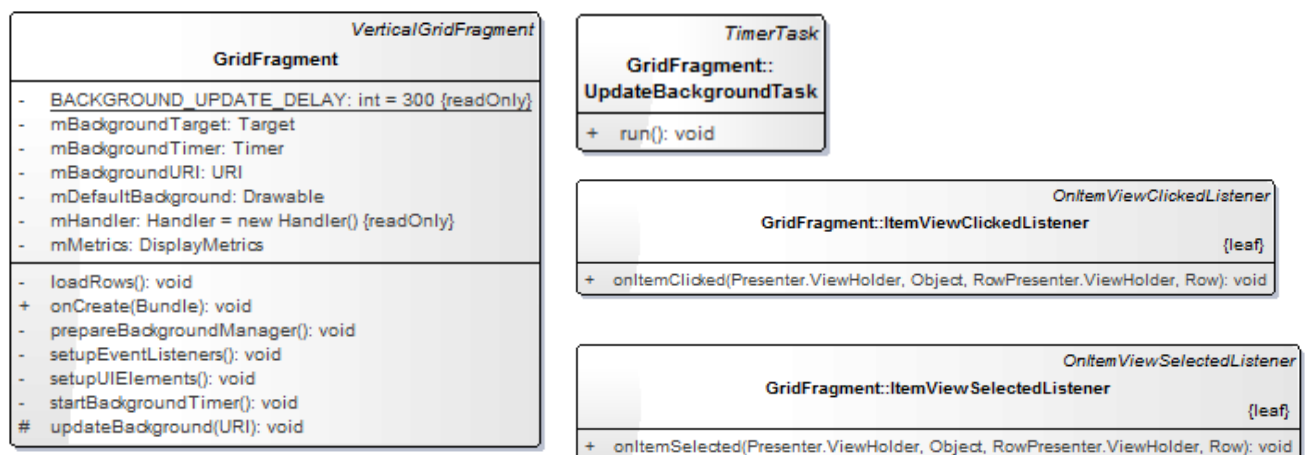 VerticalGridFragment
GridFragment
- BACKGROUND_UPDATE_DELAY: int = 300 {readOnly}
- mBackgroundTarget: Target
- mBackgroundTimer: Timer
- mBackgroundURI: URI
- mDefaultBackground: Drawable
- mHandler: Handler = new Handler() {readOnly}
- mMetrics: DisplayMetrics
- loadRows(): void
+ onCreate(Bundle): void
- prepareBackgroundManager(): void
- setupEventListeners(): void
- setupUIElements(): void
- startBackgroundTimer(): void
# updateBackground(URI): void
TimerTask
GridFragment::
UpdateBackgroundTask
+ run(): void
OnItemViewClickedListener
GridFragment::ItemViewClickedListener
{leaf}
+ onItemClicked(Presenter.ViewHolder, Object, RowPresenter.ViewHolder, Row): void
OnItemViewSelectedListener
GridFragment::ItemViewSelectedListener
{leaf}
+ onItemSelected(Presenter.ViewHolder, Object, RowPresenter.ViewHolder, Row): void